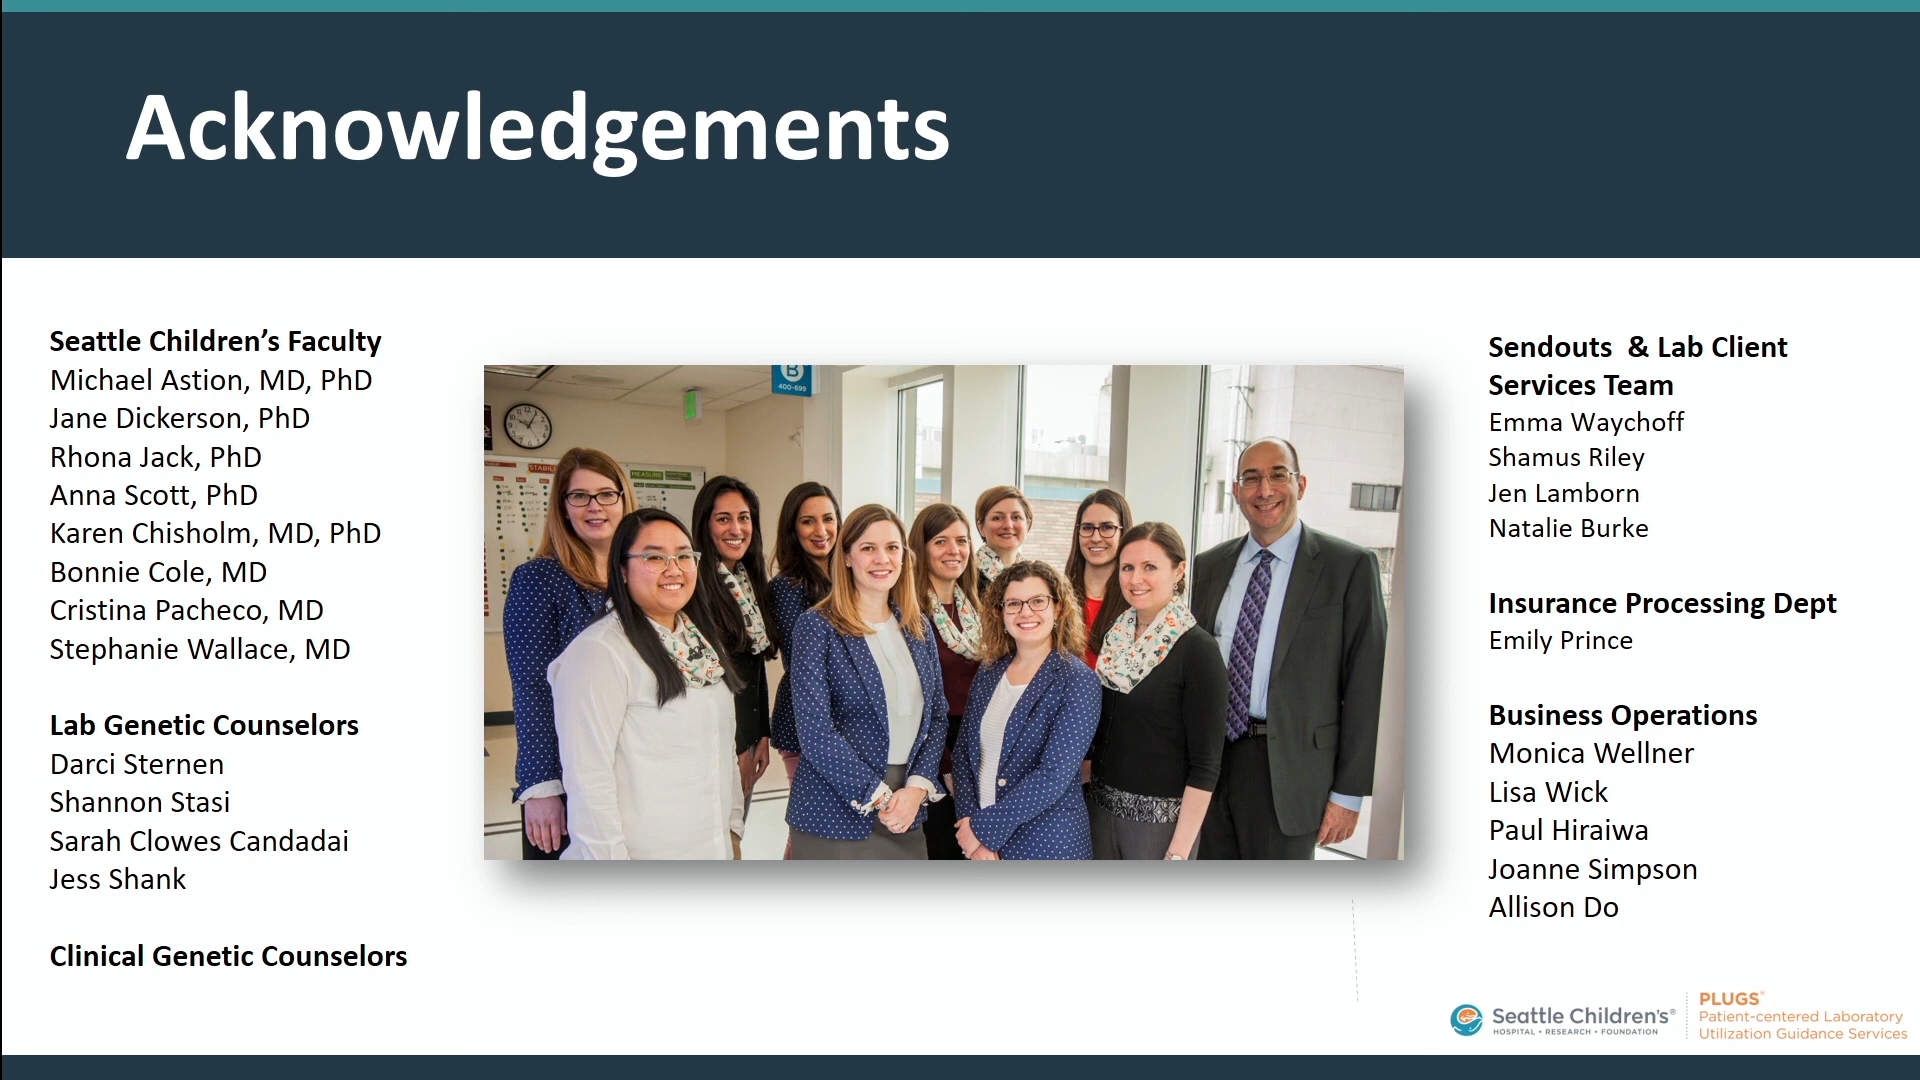 Acknowledgements
Seattle Children’s Faculty
Michael Astion, MD, PhD
Jane Dickerson, PhD
Rhona Jack, PhD
Anna Scott, PhD
Karen Chisholm, MD, PhD
Bonnie Cole, MD
Cristina Pacheco, MD
Stephanie Wallace, MD
Lab Genetic Counselors
Darci Sternen
Shannon Stasi
Sarah Clowes Candadai
Jess Shank
Clinical Genetic Counselors
B
400-699
MEASURE
Sendouts & Lab Client
Services Team
Emma Waychoff
Shamus Riley
Jen Lamborn
Natalie Burke
Insurance Processing Dept
Emily Prince
Business Operations
Monica Wellner
Lisa Wick
Paul Hiraiwa
Joanne Simpson
Allison Do
Seattle Children's®
HOSPITAL • RESEARCH • FOUNDATION
PLUGS®
Patient-centered Laboratory
Utilization Guidance Services